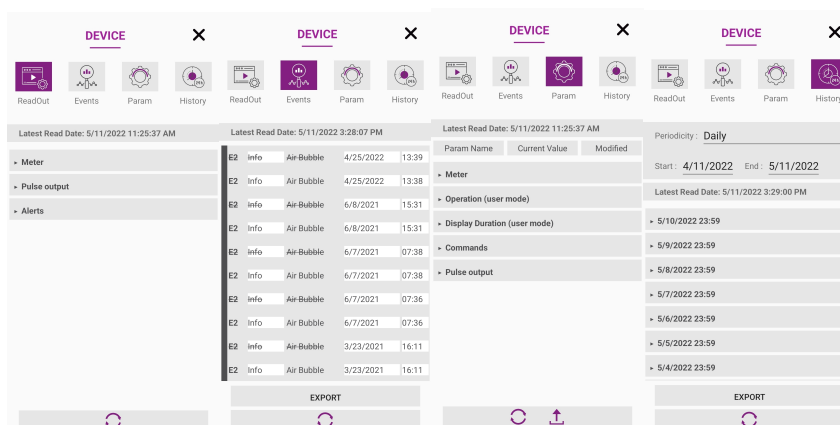 DEVICE
ReadOut Events Param History
Latest Read Date: 5/11/2022 11:25:37 AM
Meter
Pulse output
Alerts
DEVICE
ReadOut Events Param History
Latest Read Date: 5/11/2022 3:28:07 PM
E2 Info Air Bubble 4/25/2022 13:39
E2 Info Air Bubble 4/25/2022 13:38
E2 Info Air Bubble 6/8/2021 15:31
E2 Info Air Bubble 6/8/2021 15:31
E2 Info Air Bubble 6/7/2021 07:38
E2 Info Air Bubble 6/7/2021 07:38
E2 Info Air Bubble 6/7/2021 07:36
E2 Info Air Bubble 6/7/2021 07:36
E2 Info Air Bubble 3/23/2021 16:11
E2 Info Air Bubble 3/23/2021 16:11
EXPORT
DEVICE
ReadOut Events Param History
Latest Read Date: 5/11/2022 11:25:37 AM
Param Name Current Value Modified
Meter
Operation (user mode)
Display Duration (user mode)
Commands
Pulse output
DEVICE
ReadOut Events Param History
Periodicity : Daily
Start : 4/11/2022 End : 5/11/2022
Latest Read Date: 5/11/2022 3:29:00 PM
5/10/2022 23:59
5/9/2022 23:59
5/8/2022 23:59
5/7/2022 23:59
5/6/2022 23:59
5/5/2022 23:59
5/4/2022 23:59
EXPORT